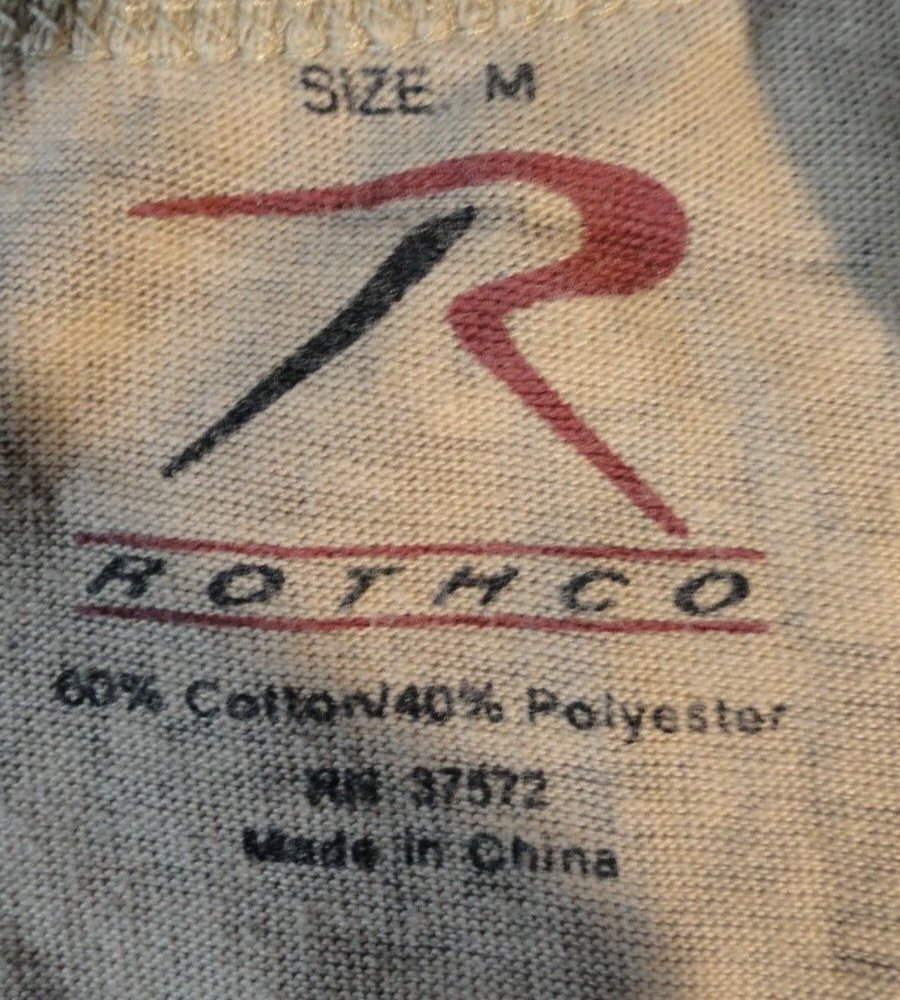 SIZE M
R
ROTHCO
60% Cotton/40% Polyester
RN 37572
Made in China